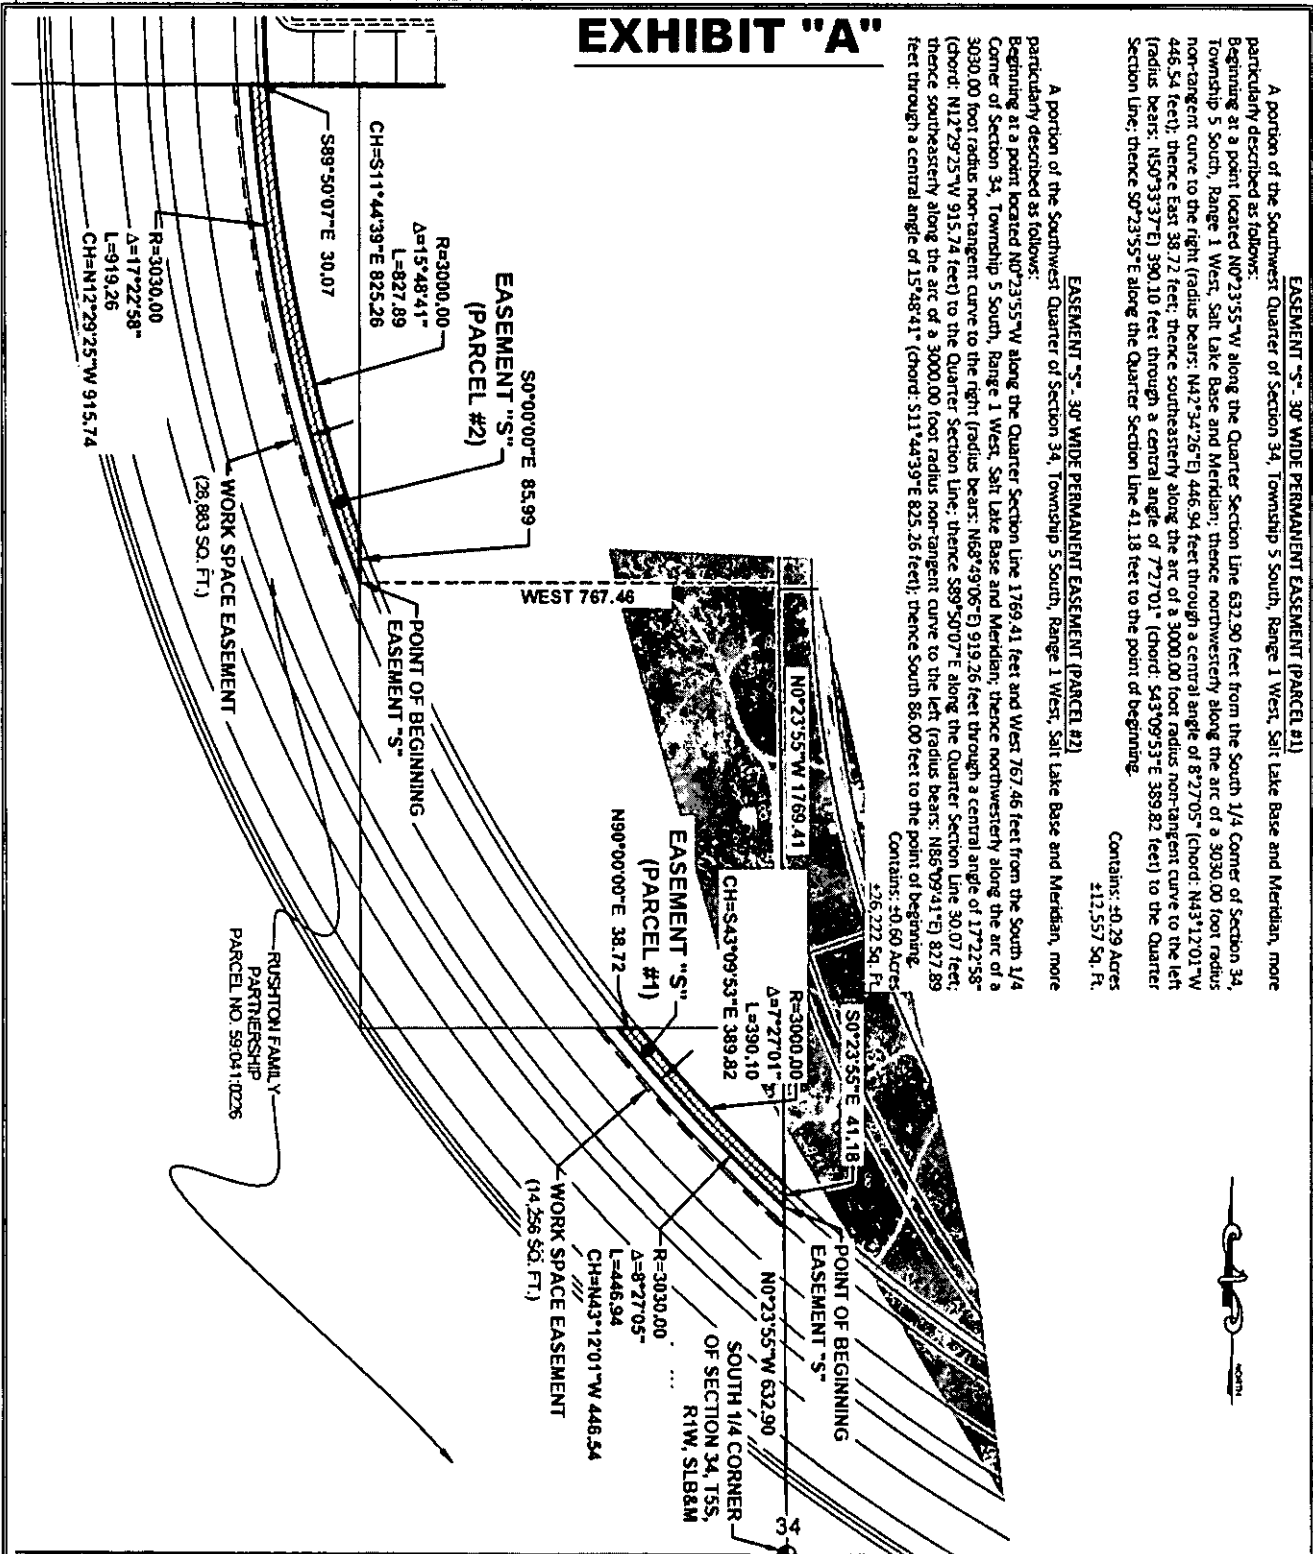 EXHIBIT "A"
EASEMENT "S" - 30' WIDE PERMANENT EASEMENT (PARCEL #1)
A portion of the Southwest Quarter of Section 34, Township 5 South, Range 1 West, Salt Lake Base and Meridian, more
particularly described as follows:
Beginning at a point located N0°23'55"W along the Quarter Section Line 632.90 feet from the South 1/4 Corner of Section 34,
Township 5 South, Range 1 West, Salt Lake Base and Meridian; thence northwesterly along the arc of a 3030.00 foot radius
non-tangent curve to the right (radius bears: N42°34'26"E) 446.94 feet through a central angle of 8°27'05" (chord: N43°12'01"W
446.54 feet); thence East 38.72 feet; thence southeasterly along the arc of a 3000.00 foot radius non-tangent curve to the left
(radius bears: N50°33'37"E) 390.10 feet through a central angle of 7°27'01" (chord: S43°09'53"E 389.82 feet) to the Quarter
Section Line; thence S0°23'55"E along the Quarter Section Line 41.18 feet to the point of beginning.
Contains: ±0.29 Acres
±12,557 Sq. Ft.
EASEMENT "S" - 30' WIDE PERMANENT EASEMENT (PARCEL #2)
A portion of the Southwest Quarter of Section 34, Township 5 South, Range 1 West, Salt Lake Base and Meridian, more
particularly described as follows:
Beginning at a point located N0°23'55"W along the Quarter Section Line 1769.41 feet and West 767.46 feet from the South 1/4
Corner of Section 34, Township 5 South, Range 1 West, Salt Lake Base and Meridian; thence northwesterly along the arc of a
3030.00 foot radius non-tangent curve to the right (radius bears: N68°49'06"E) 919.26 feet through a central angle of 17°22'58"
(chord: N12°29'25"W 915.74 feet) to the Quarter Section Line; thence S89°50'07"E along the Quarter Section Line 30.07 feet;
thence southeasterly along the arc of a 3000.00 foot radius non-tangent curve to the left (radius bears: N86°09'41"E) 827.89
feet through a central angle of 15°48'41" (chord: S11°44'39"E 825.26 feet); thence South 86.00 feet to the point of beginning.
Contains: ±0.60 Acres
±26,222 Sq. Ft.
NORTH
S89°50'07"E 30.07
R=3000.00
Δ=15°48'41"
L=827.89
CH=S11°44'39"E 825.26
R=3030.00
Δ=17°22'58"
L=919.26
CH=N12°29'25"W 915.74
EASEMENT "S"
(PARCEL #2)
S0°00'00"E 85.99
WORK SPACE EASEMENT
(28,883 SQ. FT.)
POINT OF BEGINNING
EASEMENT "S"
WEST 767.46
N0°23'55"W 1769.41
EASEMENT "S"
(PARCEL #1)
N90°00'00"E 38.72
R=3000.00
Δ=7°27'01"
L=390.10
CH=S43°09'53"E 389.82
S0°23'55"E 41.18
POINT OF BEGINNING
EASEMENT "S"
N0°23'55"W 632.90
R=3030.00
Δ=8°27'05"
L=446.94
CH=N43°12'01"W 446.54
WORK SPACE EASEMENT
(14,256 SQ. FT.)
SOUTH 1/4 CORNER
OF SECTION 34, T5S,
R1W, SLB&M
34
RUSHTON FAMILY
PARTNERSHIP
PARCEL NO. 59:041:0226